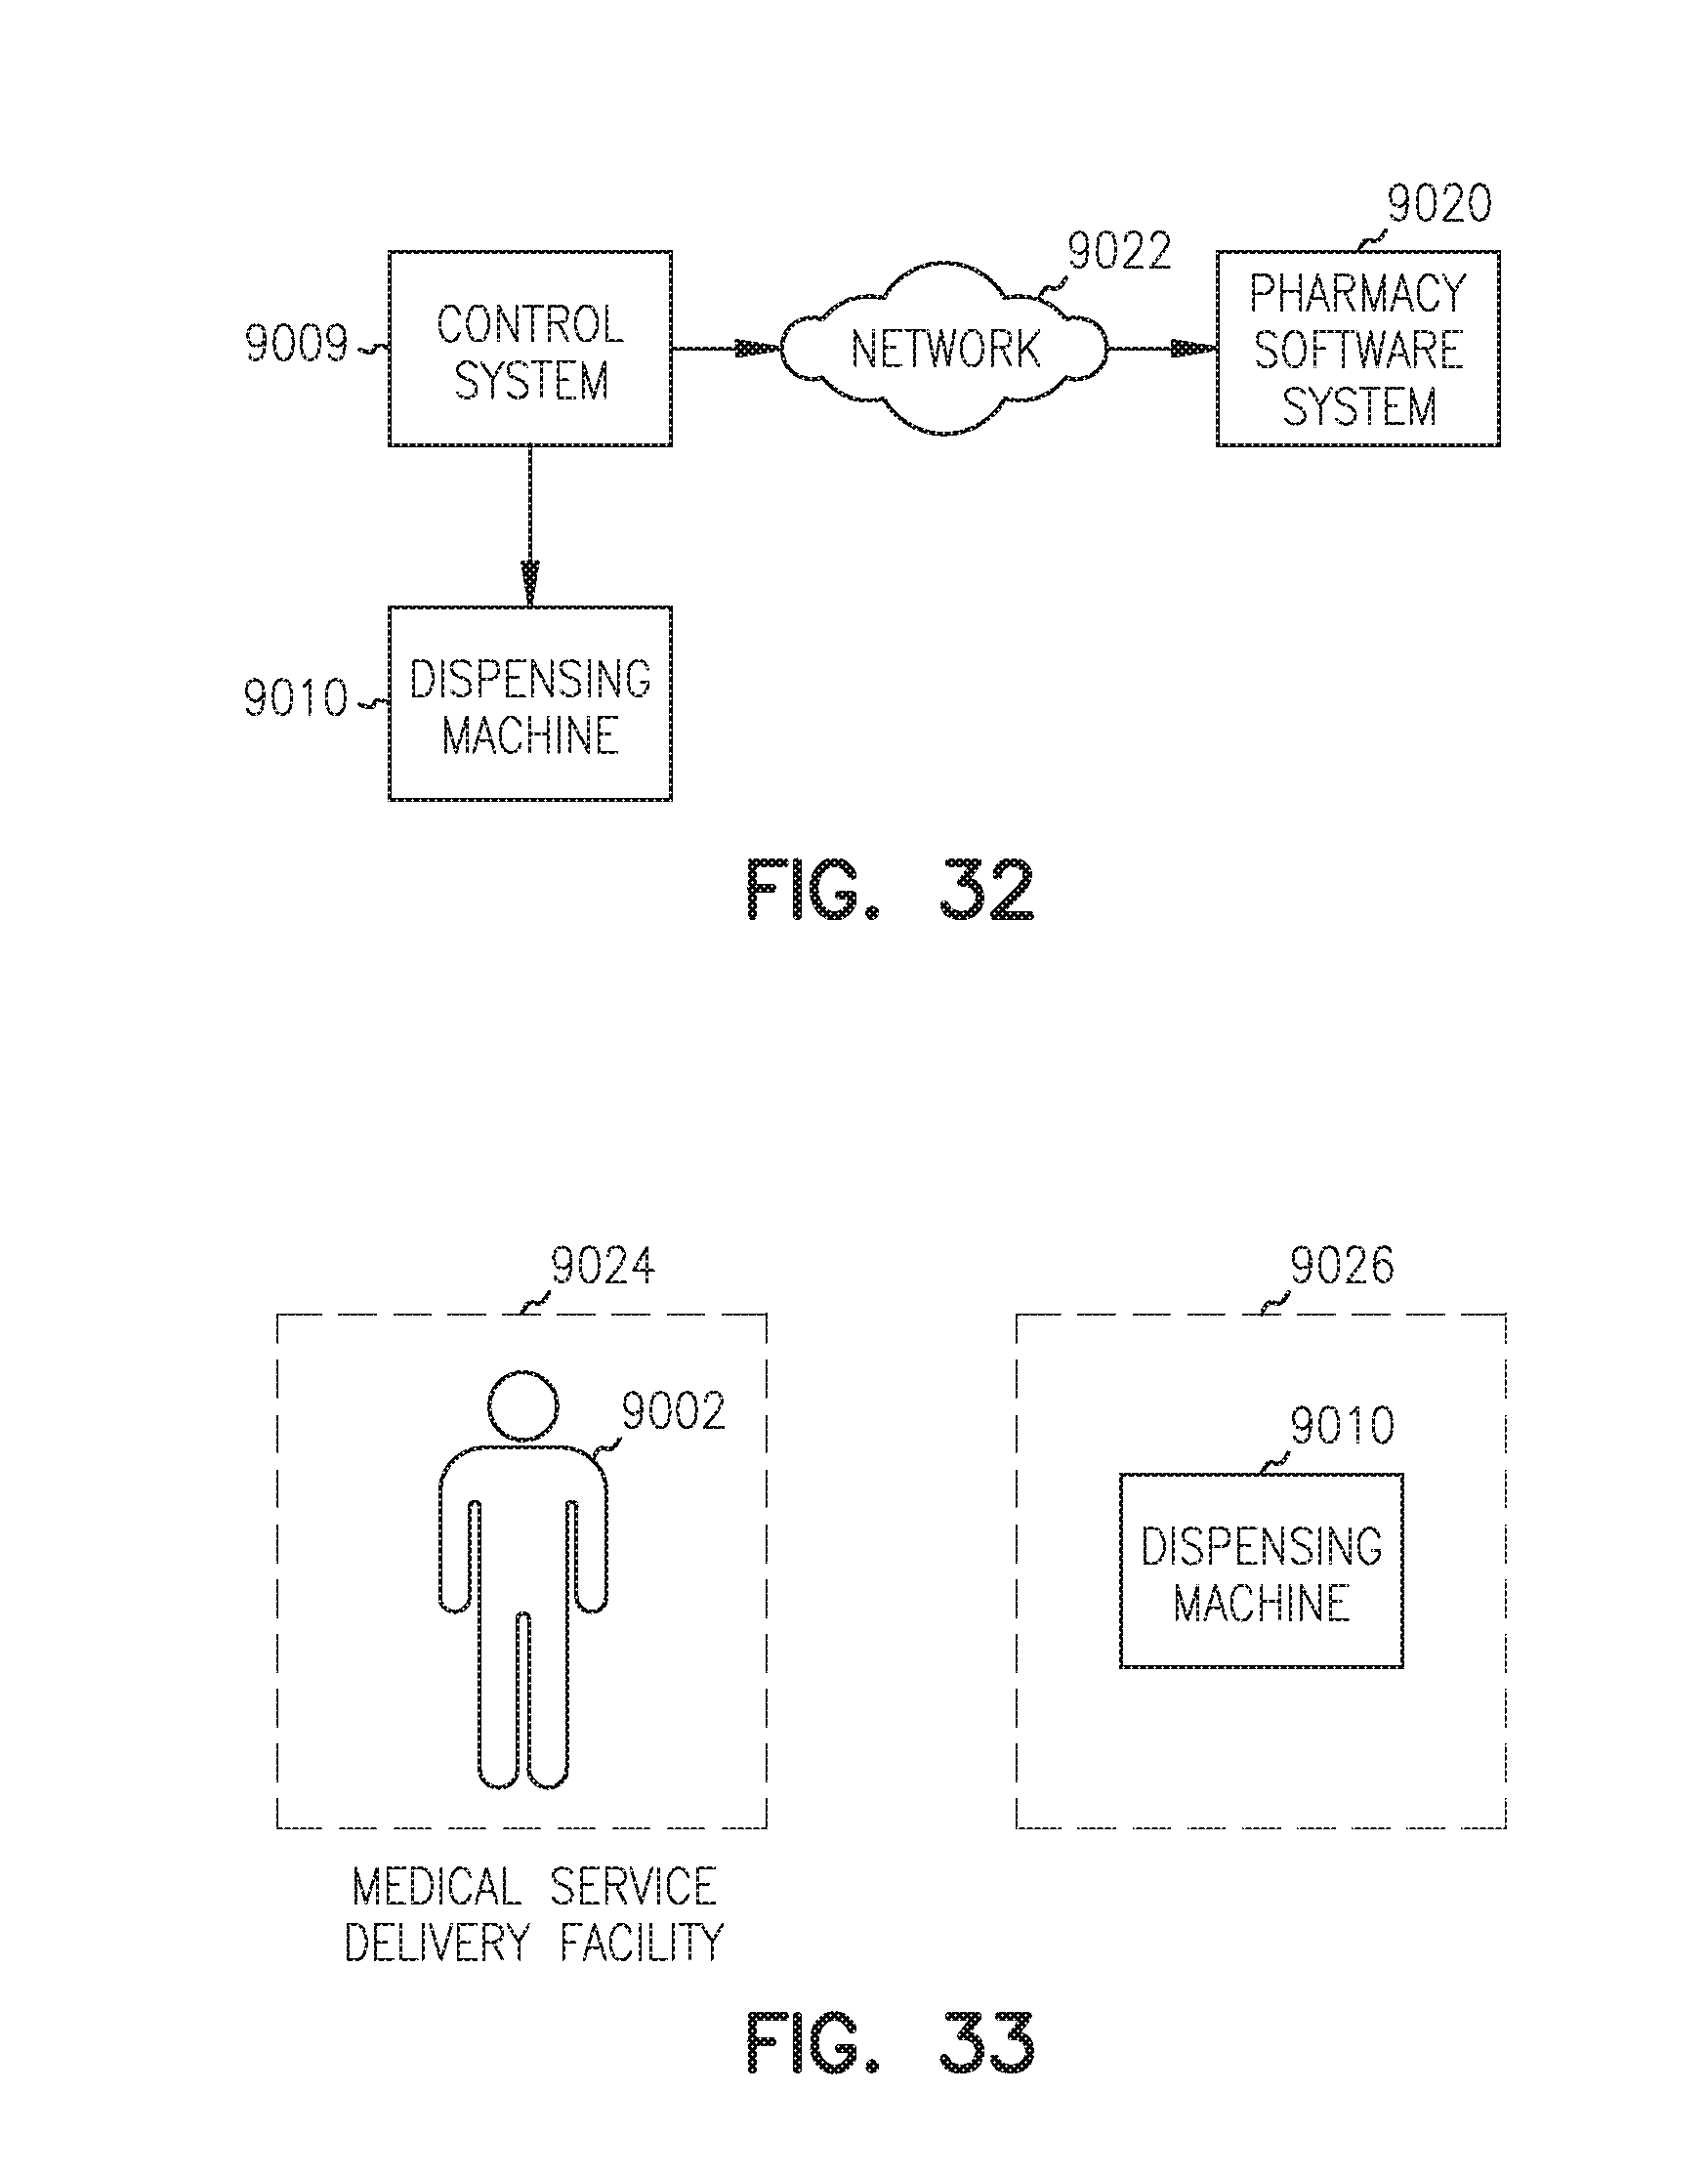 9020
9022
PHARMACY
SOFTWARE
SYSTEM
CONTROL
SYSTEM
9009
NETWORK
DISPENSING
MACHINE
9010
FIG. 32
9024
9026
9002
9010
DISPENSING
MACHINE
MEDICAL SERVICE
DELIVERY FACILITY
FIG. 33